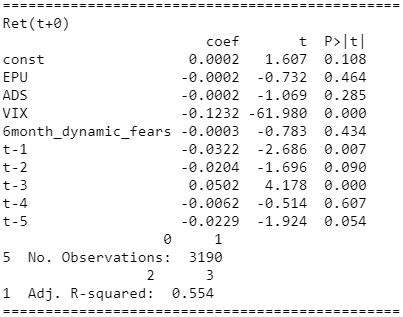 ==============================================
Ret(t+0)
coef t P>|t|
const 0.0002 1.607 0.108
EPU -0.0002 -0.732 0.464
ADS -0.0002 -1.069 0.285
VIX -0.1232 -61.980 0.000
6month_dynamic_fears -0.0003 -0.783 0.434
t-1 -0.0322 -2.686 0.007
t-2 -0.0204 -1.696 0.090
t-3 0.0502 4.178 0.000
t-4 -0.0062 -0.514 0.607
t-5 -0.0229 -1.924 0.054
0 1
5 No. Observations: 3190
2 3
1 Adj. R-squared: 0.554
==============================================